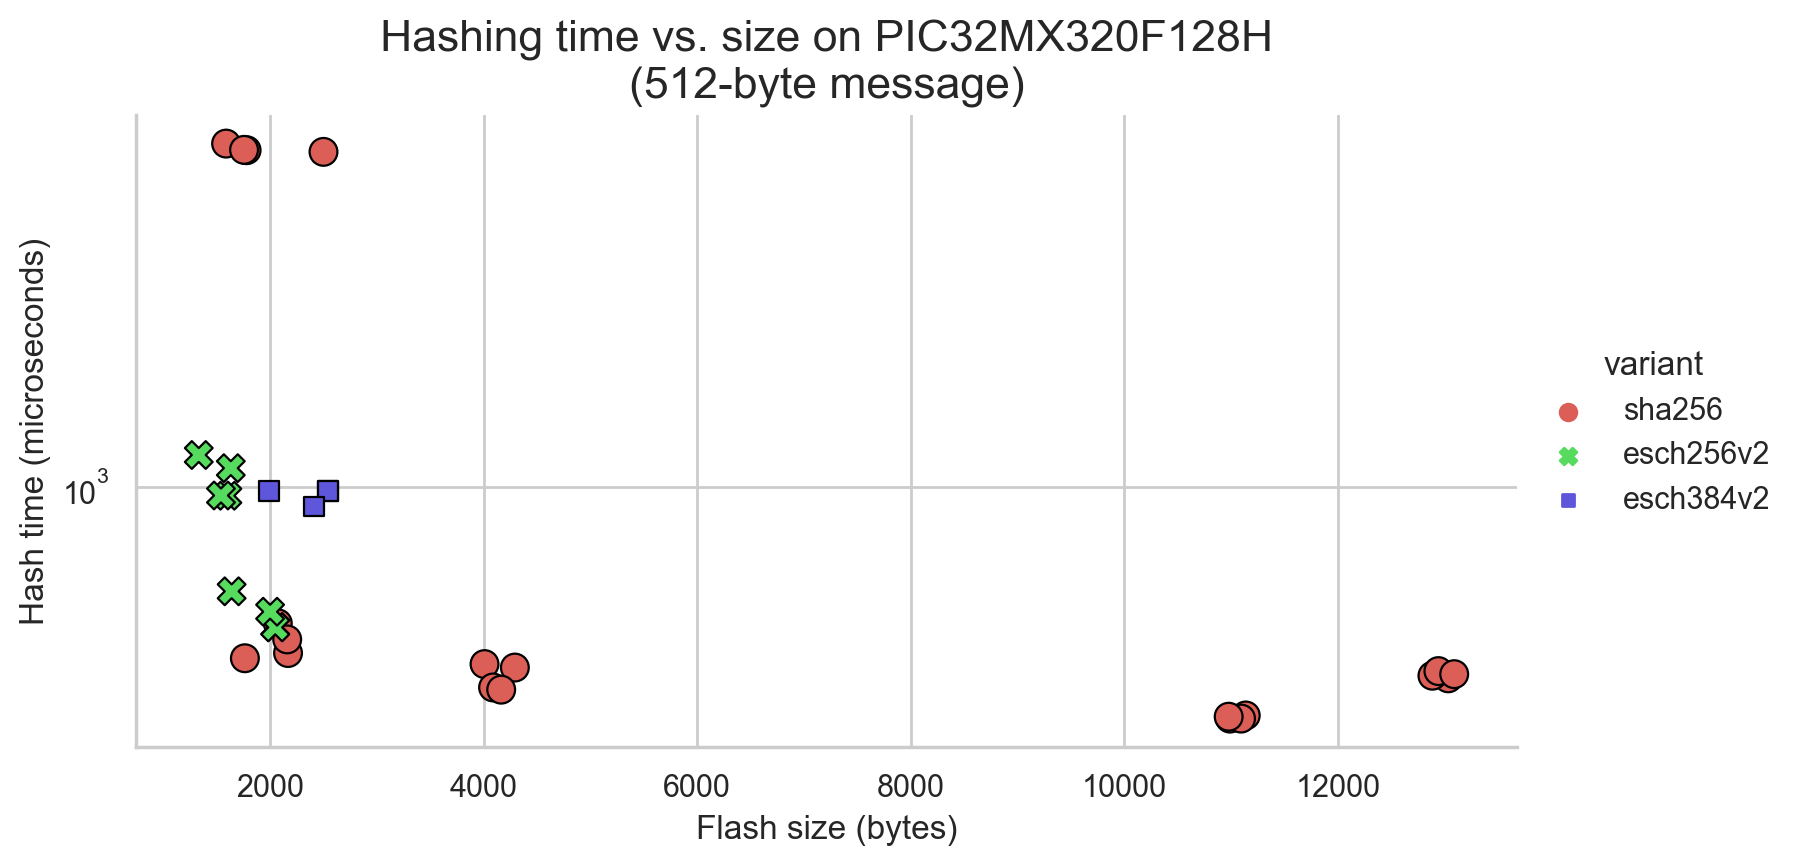 Hashing time vs. size on PIC32MX320F128H
(512-byte message)
Hash time (microseconds)
10³
2000
4000
6000
8000
10000
12000
Flash size (bytes)
variant
sha256
esch256v2
esch384v2